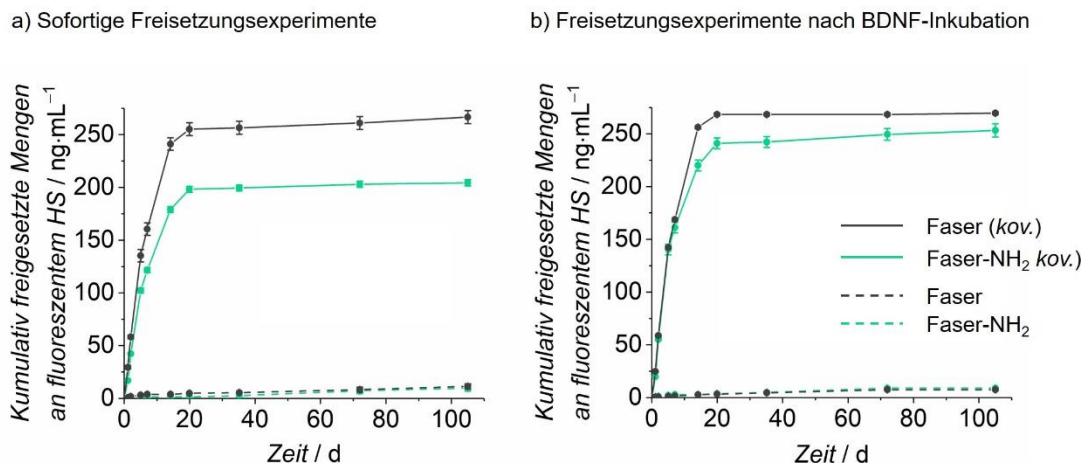 a) Sofortige Freisetzungsexperimente
b) Freisetzungsexperimente nach BDNF-Inkubation
Kumulativ freigesetzte Mengen
an fluoreszentem HS / ng·mL⁻¹
250
200
150
100
50
0
0 20 40 60 80 100
Zeit / d
Kumulativ freigesetzte Mengen
an fluoreszentem HS / ng·mL⁻¹
250
200
150
100
50
0
0 20 40 60 80 100
Zeit / d
Faser (kov.)
Faser-NH₂ kov.)
Faser
Faser-NH₂